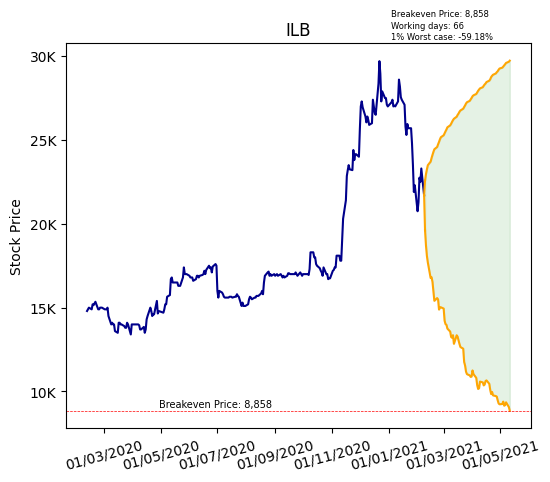 Breakeven Price: 8,858
Working days: 66
1% Worst case: -59.18%
ILB
30K
25K
20K
15K
10K
Stock Price
Breakeven Price: 8,858
01/03/2020
01/05/2020
01/07/2020
01/09/2020
01/11/2020
01/01/2021
01/03/2021
01/05/2021